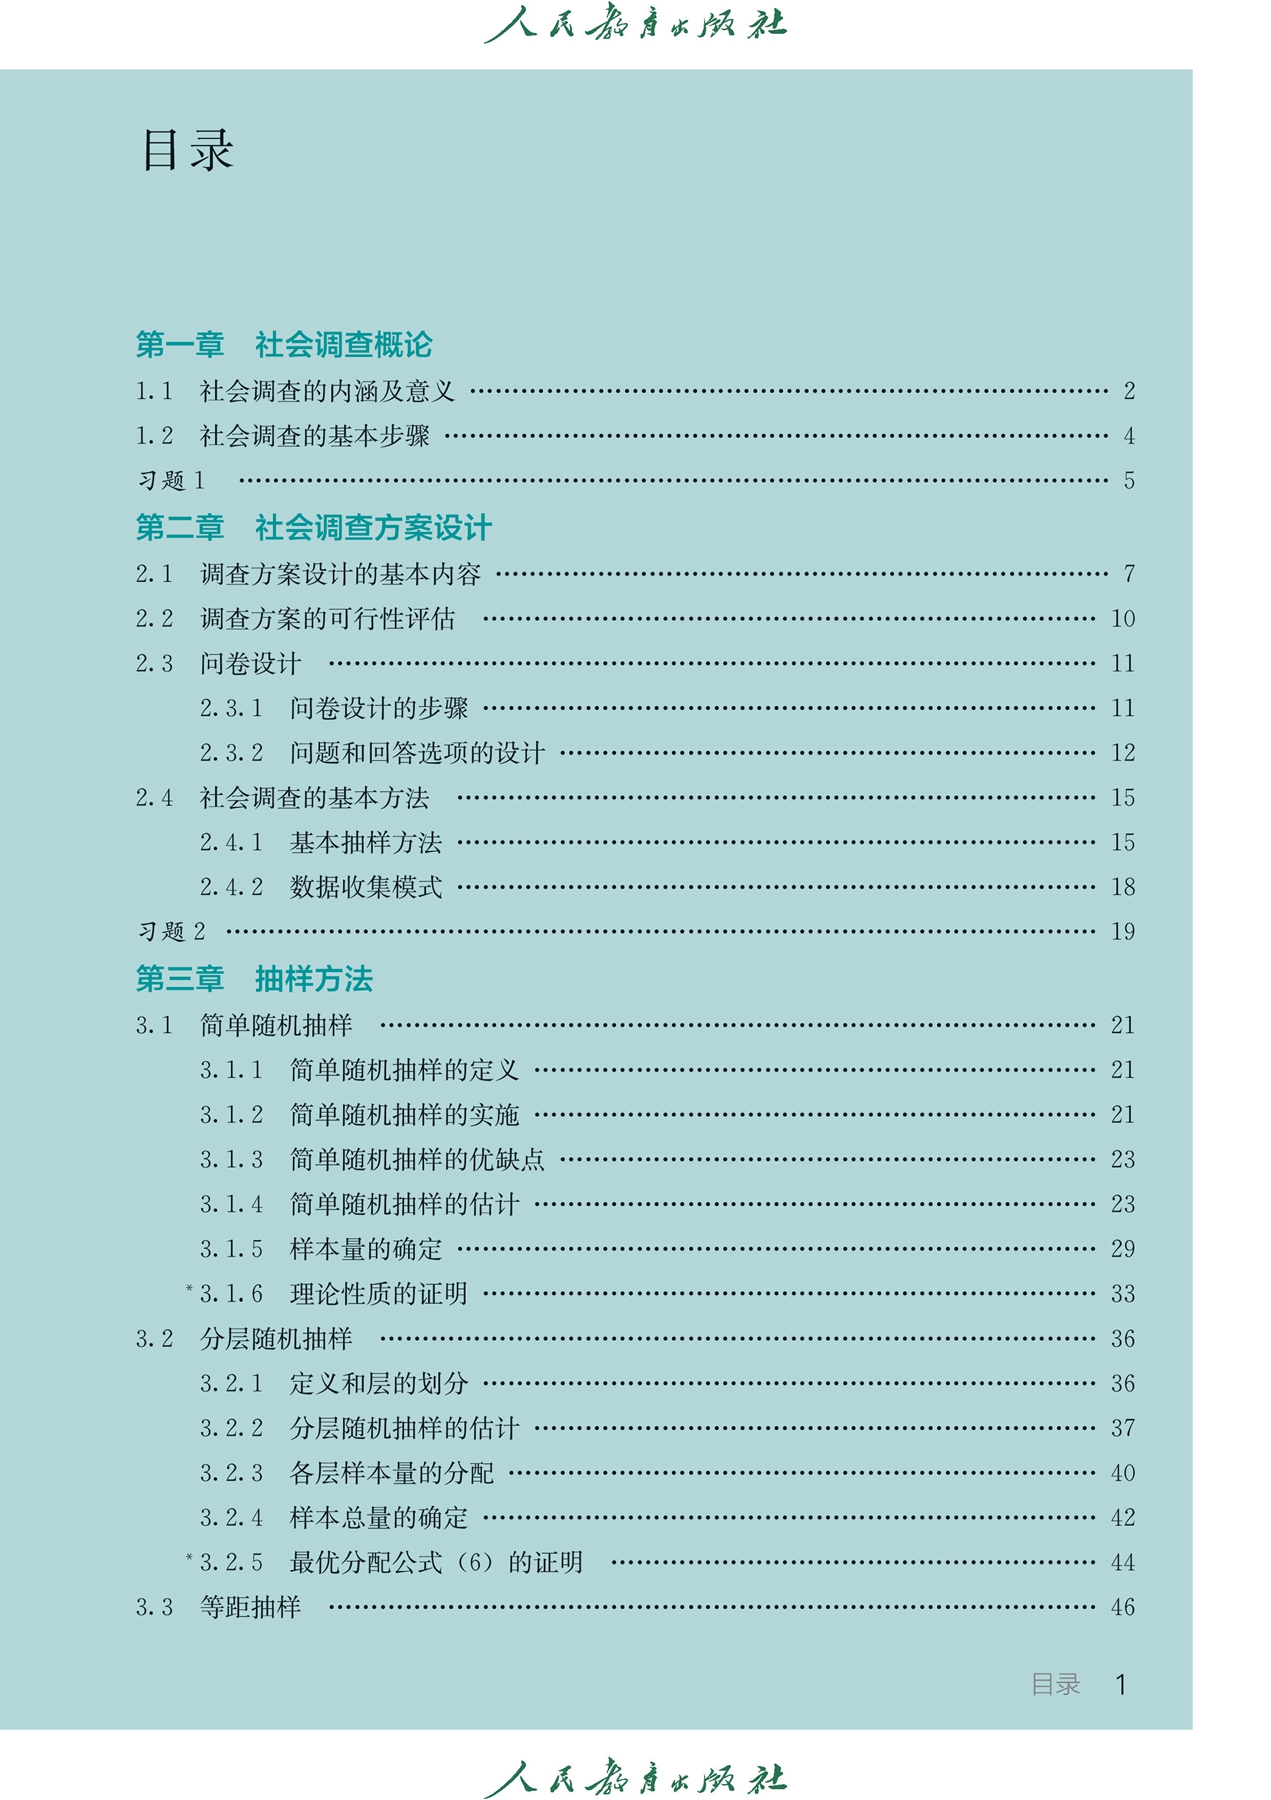 人民教育出版社
目录
第一章 社会调查概论
1.1 社会调查的内涵及意义 …… 2
1.2 社会调查的基本步骤 …… 4
习题1 …… 5
第二章 社会调查方案设计
2.1 调查方案设计的基本内容 …… 7
2.2 调查方案的可行性评估 …… 10
2.3 问卷设计 …… 11
2.3.1 问卷设计的步骤 …… 11
2.3.2 问题和回答选项的设计 …… 12
2.4 社会调查的基本方法 …… 15
2.4.1 基本抽样方法 …… 15
2.4.2 数据收集模式 …… 18
习题2 …… 19
第三章 抽样方法
3.1 简单随机抽样 …… 21
3.1.1 简单随机抽样的定义 …… 21
3.1.2 简单随机抽样的实施 …… 21
3.1.3 简单随机抽样的优缺点 …… 23
3.1.4 简单随机抽样的估计 …… 23
3.1.5 样本量的确定 …… 29
*3.1.6 理论性质的证明 …… 33
3.2 分层随机抽样 …… 36
3.2.1 定义和层的划分 …… 36
3.2.2 分层随机抽样的估计 …… 37
3.2.3 各层样本量的分配 …… 40
3.2.4 样本总量的确定 …… 42
*3.2.5 最优分配公式（6）的证明 …… 44
3.3 等距抽样 …… 46
目录 1
人民教育出版社